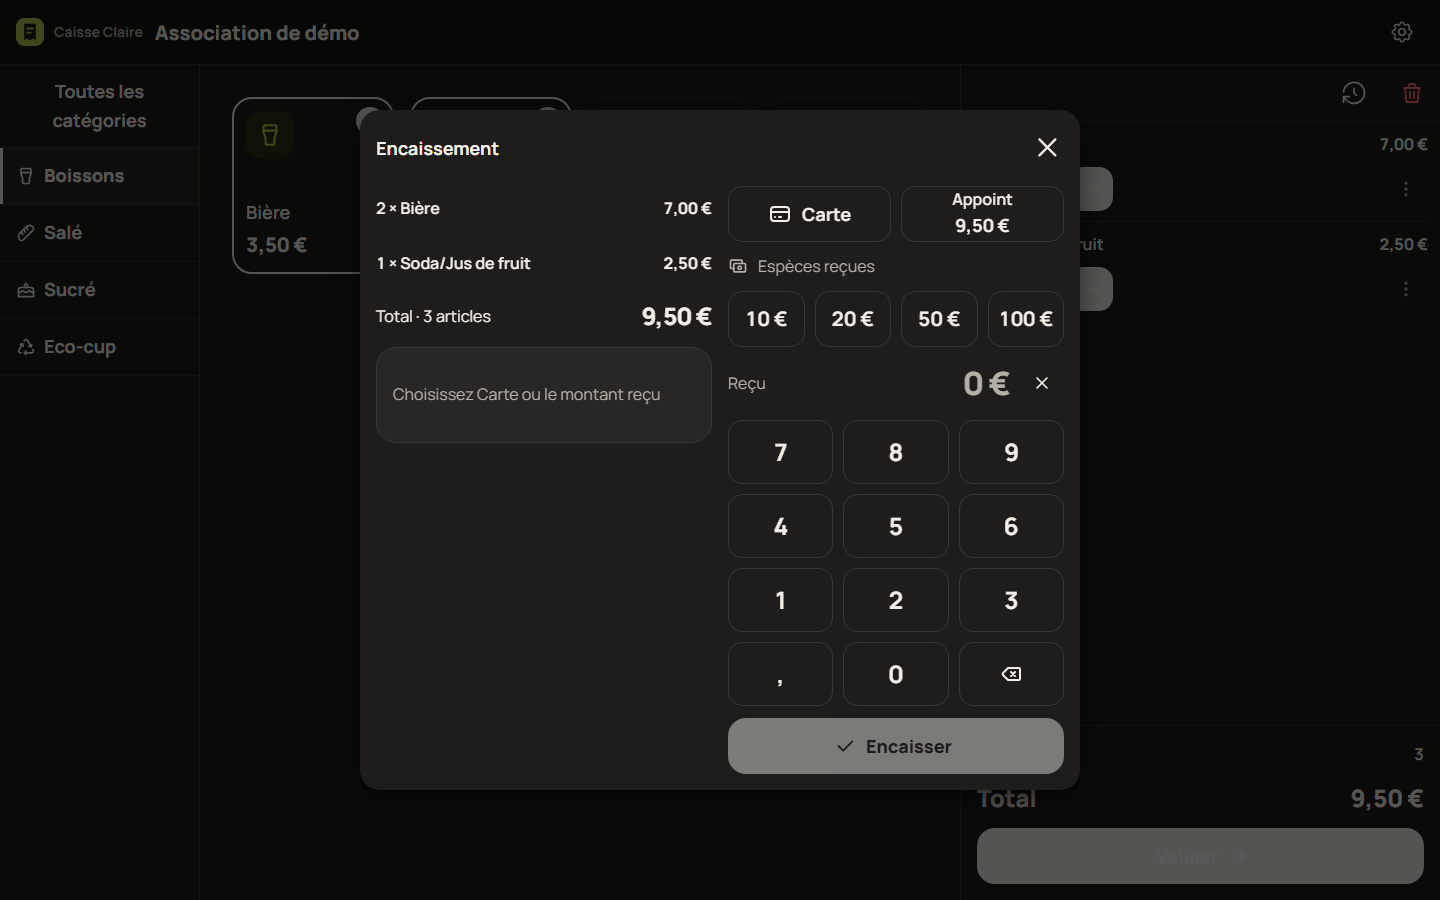 Caisse Claire Association de démo
Toutes les
catégories
Boissons
Salé
Sucré
Eco-cup
Bière
3,50 €
Encaissement
2 × Bière 7,00 €
1 × Soda/Jus de fruit 2,50 €
Total · 3 articles 9,50 €
Choisissez Carte ou le montant reçu
Carte
Appoint
9,50 €
Espèces reçues
10 € 20 € 50 € 100 €
Reçu 0 €
7 8 9
4 5 6
1 2 3
, 0
Encaisser
7,00 €
ruit 2,50 €
3
Total 9,50 €
Valider